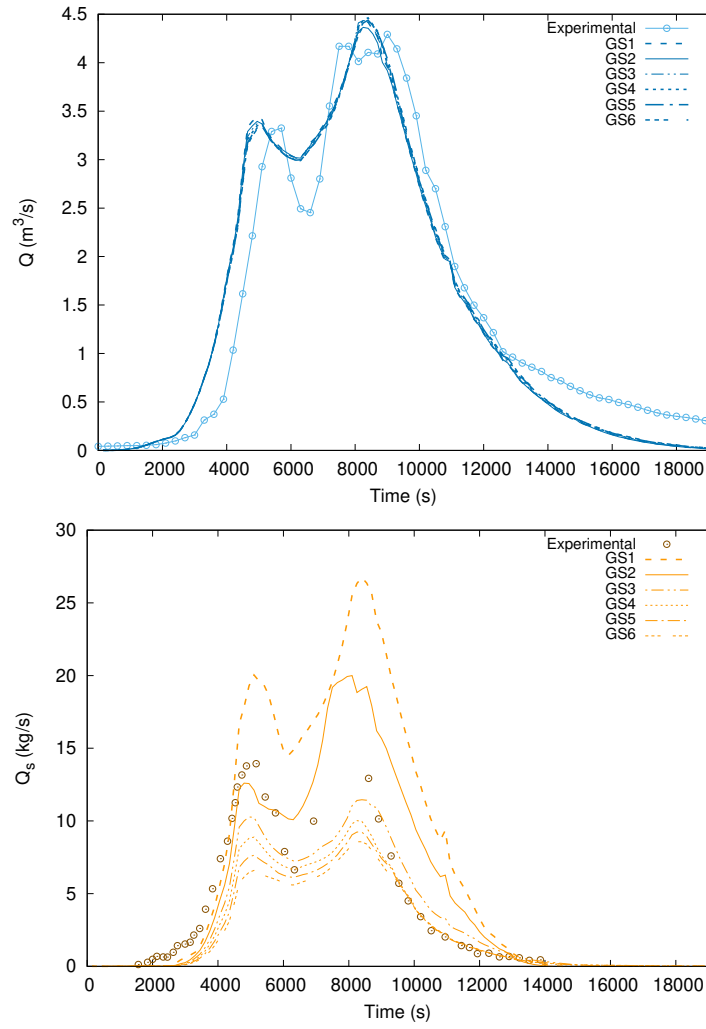 4.5
4
3.5
3
2.5
2
1.5
1
0.5
0
Q (m³/s)
Experimental
GS1
GS2
GS3
GS4
GS5
GS6
0 2000 4000 6000 8000 10000 12000 14000 16000 18000
Time (s)
30
25
20
15
10
5
0
Qₛ (kg/s)
Experimental
GS1
GS2
GS3
GS4
GS5
GS6
0 2000 4000 6000 8000 10000 12000 14000 16000 18000
Time (s)